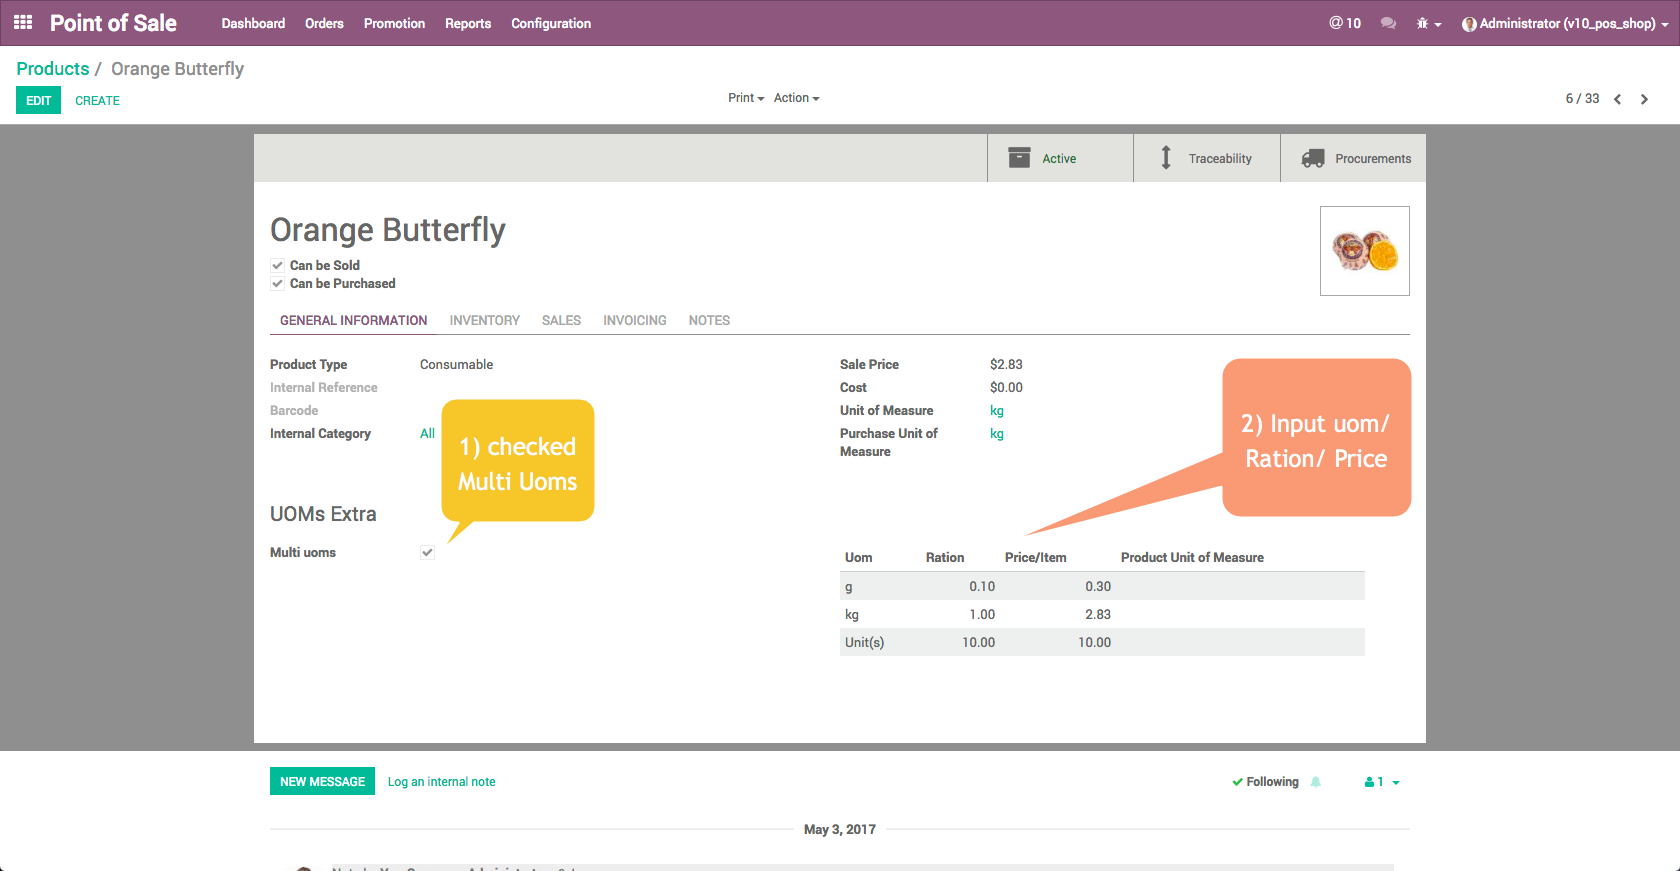 Point of Sale Dashboard Orders Promotion Reports Configuration @ 10 Administrator (v10_pos_shop)
Products / Orange Butterfly
EDIT CREATE Print Action 6 / 33
Active Traceability Procurements
Orange Butterfly
Can be Sold
Can be Purchased
GENERAL INFORMATION INVENTORY SALES INVOICING NOTES
Product Type Consumable
Internal Reference
Barcode
Internal Category All
Sale Price $2.83
Cost $0.00
Unit of Measure kg
Purchase Unit of kg
Measure
1) checked
Multi Uoms
2) Input uom/
Ration/ Price
UOMs Extra
Multi uoms
Uom Ration Price/Item Product Unit of Measure
g 0.10 0.30
kg 1.00 2.83
Unit(s) 10.00 10.00
NEW MESSAGE Log an internal note Following 1
May 3, 2017